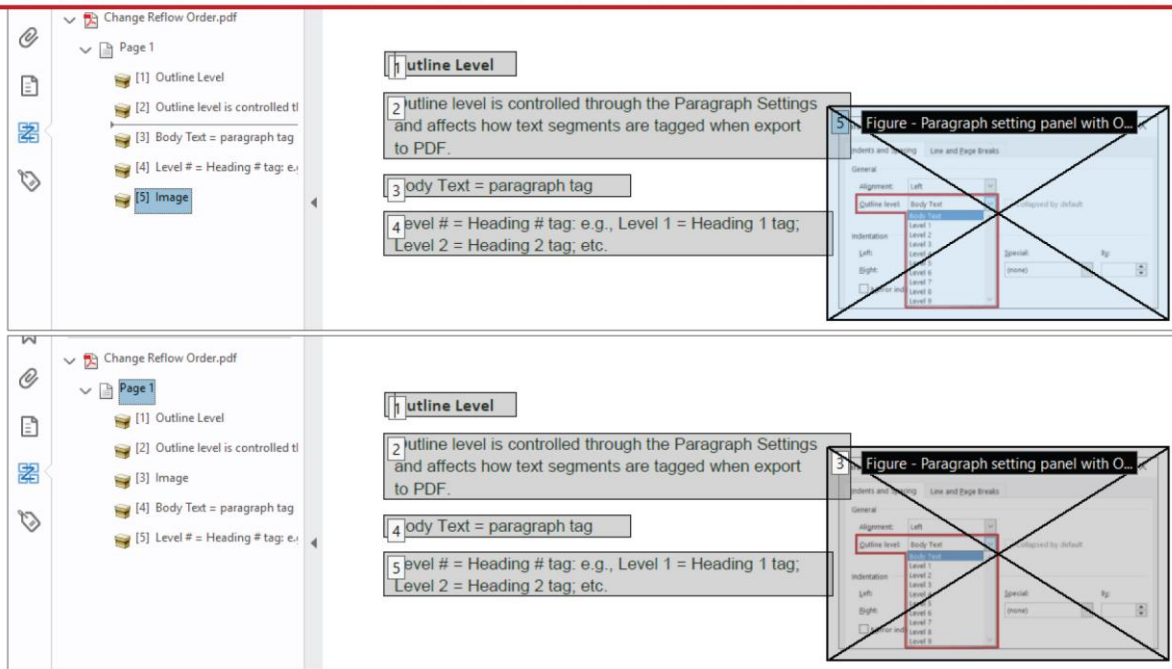 Change Reflow Order.pdf
Page 1
[1] Outline Level
[2] Outline level is controlled tl
[3] Body Text = paragraph tag
[4] Level # = Heading # tag: e.
[5] Image
1 utline Level
2 utline level is controlled through the Paragraph Settings
and affects how text segments are tagged when export
to PDF.
3 ody Text = paragraph tag
4 evel # = Heading # tag: e.g., Level 1 = Heading 1 tag;
Level 2 = Heading 2 tag; etc.
5 Figure - Paragraph setting panel with O...
Line and Page Breaks
General
Alignment: Left
Outline level: Body Text
collapsed by default
Body Text
Level 1
Level 2
Level 3
Level 6
Level 7
Level 8
Level 9
Indentation
Left:
Right:
Special:
By:
(none)
Change Reflow Order.pdf
Page 1
[1] Outline Level
[2] Outline level is controlled tl
[3] Image
[4] Body Text = paragraph tag
[5] Level # = Heading # tag: e.
1 utline Level
2 utline level is controlled through the Paragraph Settings
and affects how text segments are tagged when export
to PDF.
4 ody Text = paragraph tag
5 evel # = Heading # tag: e.g., Level 1 = Heading 1 tag;
Level 2 = Heading 2 tag; etc.
3 Figure - Paragraph setting panel with O...
Line and Page Breaks
General
Alignment: Left
Outline level: Body Text
collapsed by default
Body Text
Level 1
Level 2
Level 3
Level 6
Level 7
Level 8
Level 9
Indentation
Left:
Right:
Special:
By:
(none)